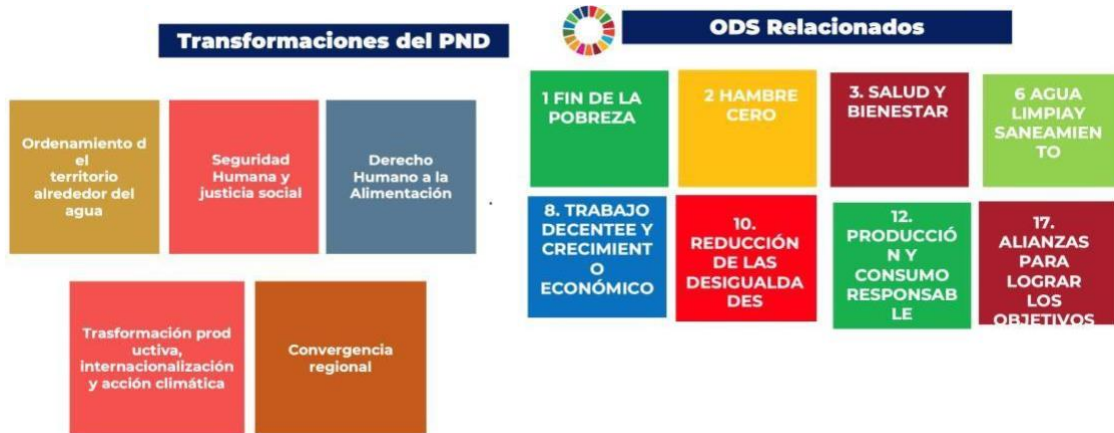 Transformaciones del PND
Ordenamiento d
el
territorio
alrededor del
agua
Seguridad
Humana y
justicia social
Derecho
Humano a la
Alimentación
Trasformación prod
uctiva,
internacionalización
y acción climática
Convergencia
regional
ODS Relacionados
1 FIN DE LA
POBREZA
2 HAMBRE
CERO
3. SALUD Y
BIENESTAR
6 AGUA
LIMPIAY
SANEAMIEN
TO
8. TRABAJO
DECENTEE Y
CRECIMIENT
O
ECONÓMICO
10.
REDUCCIÓN
DE LAS
DESIGUALDA
DES
12.
PRODUCCIÓ
N Y
CONSUMO
RESPONSAB
LE
17.
ALIANZAS
PARA
LOGRAR
LOS
OBJETIVOS